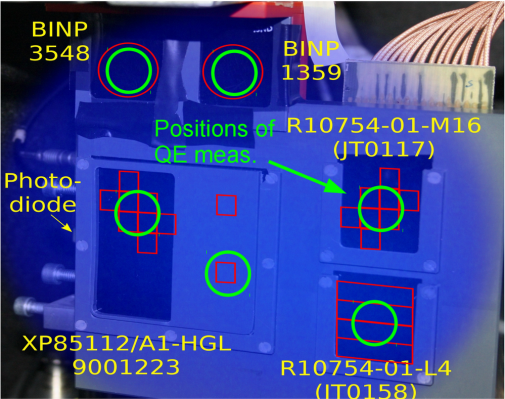 BINP
3548
BINP
1359
Positions of
QE meas.
R10754-01-M16
(JT0117)
Photo-
diode
XP85112/A1-HGL
9001223
R10754-01-L4
(JT0158)